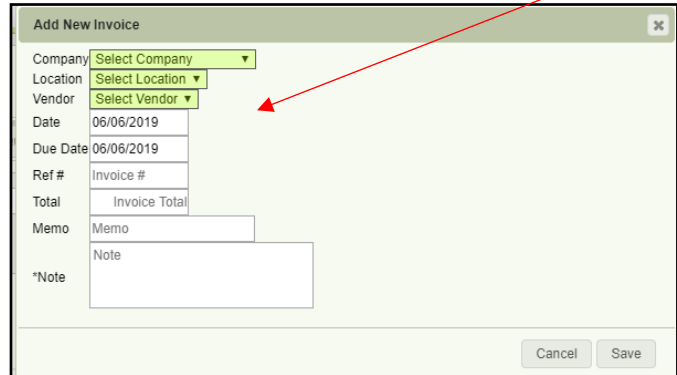 Add New Invoice
Company Select Company
Location Select Location
Vendor Select Vendor
Date 06/06/2019
Due Date 06/06/2019
Ref # Invoice #
Total Invoice Total
Memo Memo
Note
*Note
Cancel Save